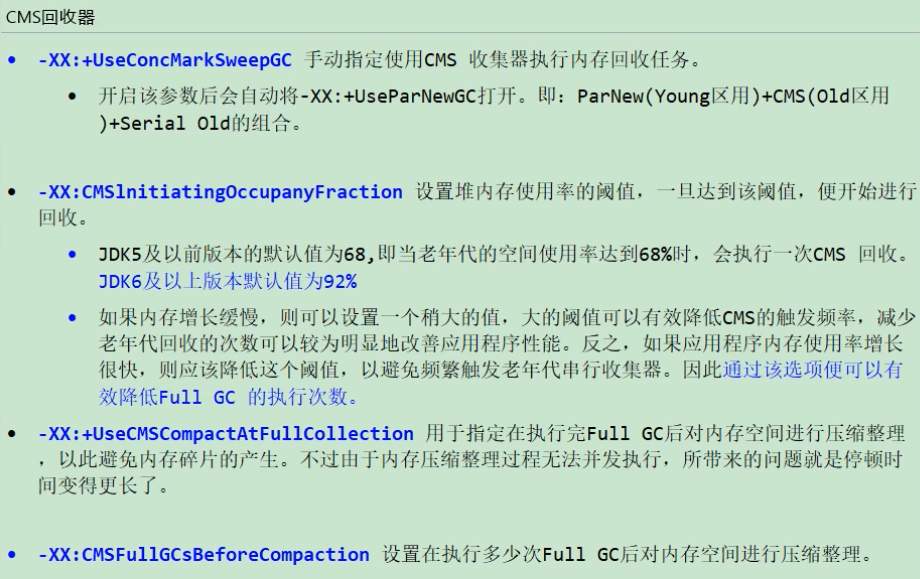 CMS回收器
-XX:+UseConcMarkSweepGC 手动指定使用CMS 收集器执行内存回收任务。
开启该参数后会自动将-XX:+UseParNewGC打开。即：ParNew(Young区用)+CMS(Old区用
)+Serial Old的组合。
-XX:CMSlnitiatingOccupanyFraction 设置堆内存使用率的阈值，一旦达到该阈值，便开始进行
回收。
JDK5及以前版本的默认值为68,即当老年代的空间使用率达到68%时，会执行一次CMS 回收。
JDK6及以上版本默认值为92%
如果内存增长缓慢，则可以设置一个稍大的值，大的阈值可以有效降低CMS的触发频率，减少
老年代回收的次数可以较为明显地改善应用程序性能。反之，如果应用程序内存使用率增长
很快，则应该降低这个阈值，以避免频繁触发老年代串行收集器。因此通过该选项便可以有
效降低Full GC 的执行次数。
-XX:+UseCMSCompactAtFullCollection 用于指定在执行完Full GC后对内存空间进行压缩整理
，以此避免内存碎片的产生。不过由于内存压缩整理过程无法并发执行，所带来的问题就是停顿时
间变得更长了。
-XX:CMSFullGCsBeforeCompaction 设置在执行多少次Full GC后对内存空间进行压缩整理。